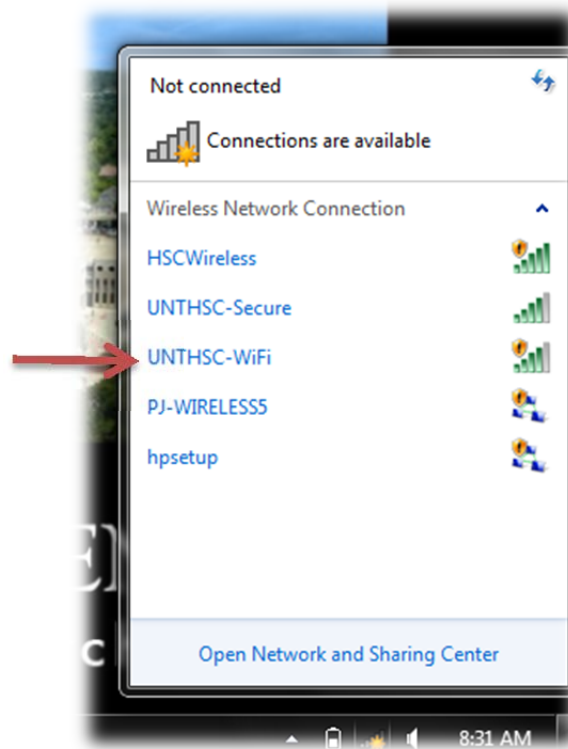 Not connected
Connections are available
Wireless Network Connection
HSCWireless
UNTHSC-Secure
UNTHSC-WiFi
PJ-WIRELESS5
hpsetup
Open Network and Sharing Center
8:31 AM